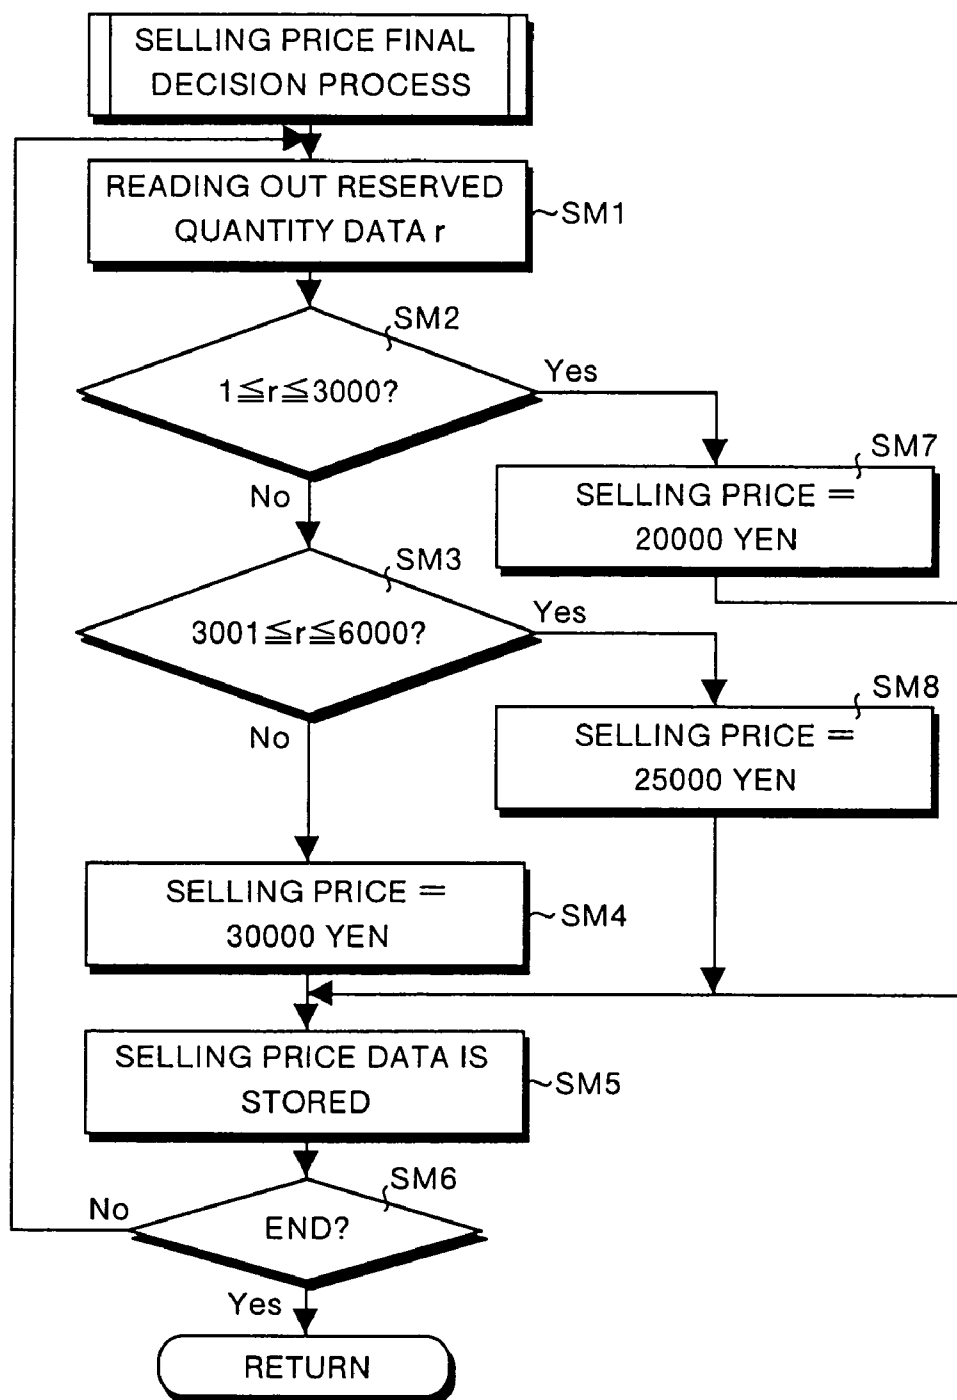 SELLING PRICE FINAL
DECISION PROCESS
READING OUT RESERVED
QUANTITY DATA r
SM1
SM2
1≦r≦3000?
Yes
No
SM7
SELLING PRICE =
20000 YEN
SM3
3001≦r≦6000?
Yes
No
SM8
SELLING PRICE =
25000 YEN
SELLING PRICE =
30000 YEN
SM4
SELLING PRICE DATA IS
STORED
SM5
SM6
END?
No
Yes
RETURN